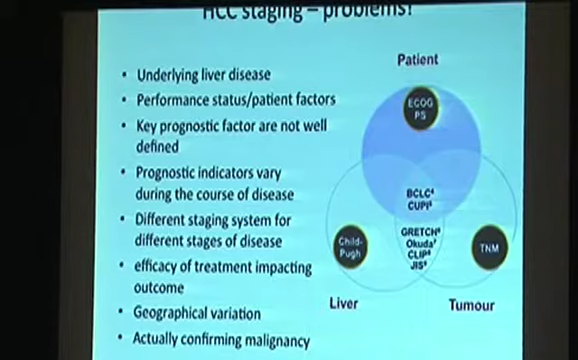 HCC staging – problems!
• Underlying liver disease
• Performance status/patient factors
• Key prognostic factor are not well
defined
• Prognostic indicators vary
during the course of disease
• Different staging system for
different stages of disease
• efficacy of treatment impacting
outcome
• Geographical variation
• Actually confirming malignancy
Patient
ECOG
PS
BCLC
CUPI
GRETCH
Okuda
CLIP
JIS
Child-
Pugh
TNM
Liver
Tumour